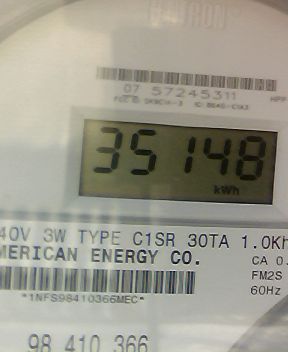 07 57245311
35148
kWh
40V 3W TYPE C1SR 30TA 1.0Kh
MERICAN ENERGY CO.
CA 0.
FM2S
*1NFS98410366MEC*
60Hz
98 410 366